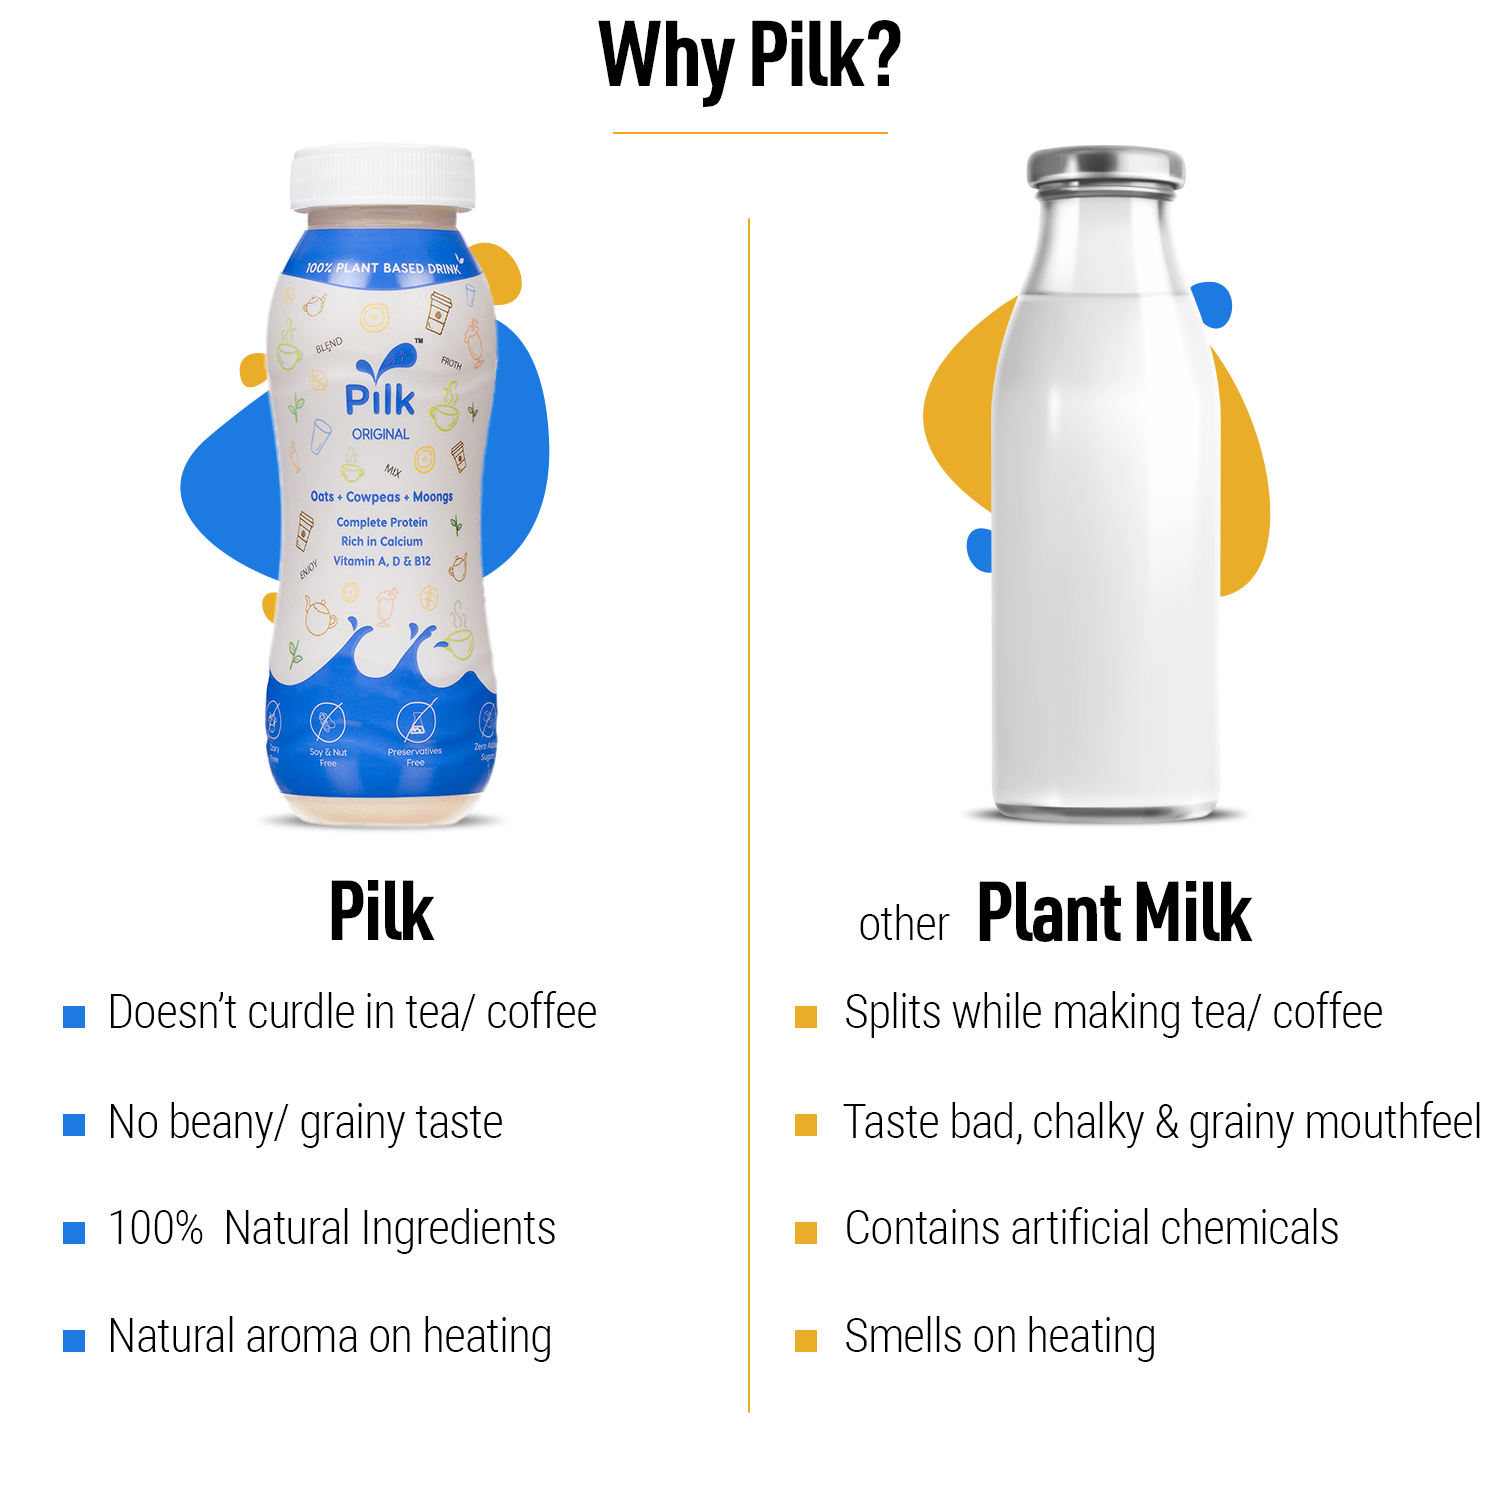 Why Pilk?
100% PLANT BASED DRINK
BLEND
FROTH
Pilk™
ORIGINAL
MIX
Oats + Cowpeas + Moongs
Complete Protein
Rich in Calcium
Vitamin A, D & B12
ENJOY
Soy & Nut
Free
Preservatives
Free
Zero
Pilk
Doesn't curdle in tea/ coffee
No beany/ grainy taste
100% Natural Ingredients
Natural aroma on heating
other Plant Milk
Splits while making tea/ coffee
Taste bad, chalky & grainy mouthfeel
Contains artificial chemicals
Smells on heating